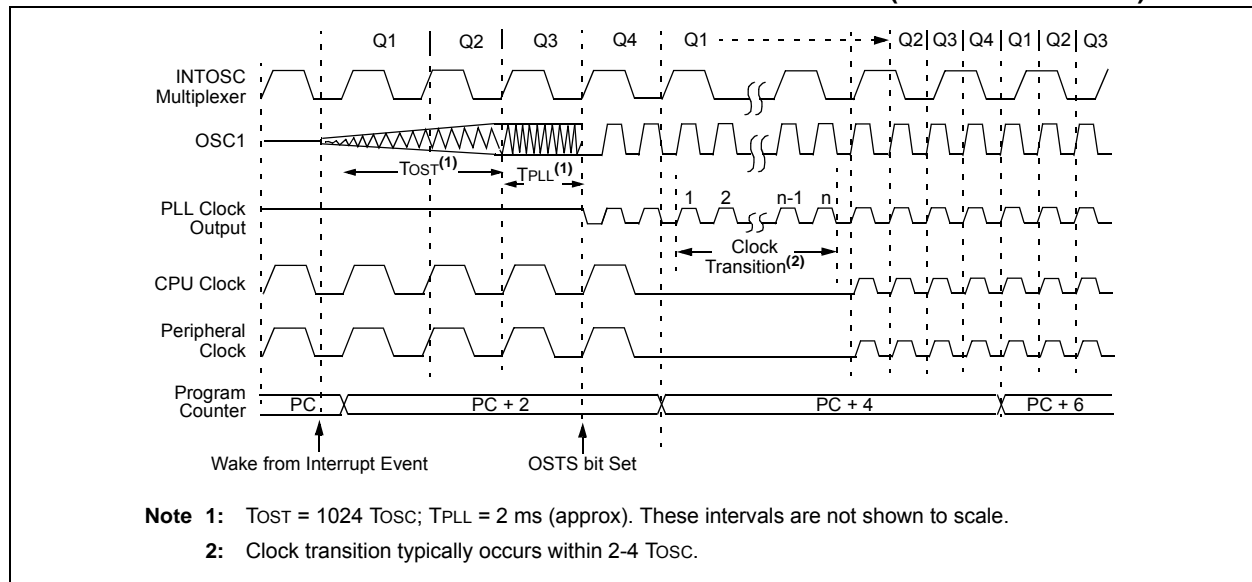 Q1 Q2 Q3 Q4 Q1 Q2 Q3 Q4 Q1 Q2 Q3
INTOSC
Multiplexer
OSC1
TOST(1)
TPLL(1)
PLL Clock
Output
1 2 n-1 n
Clock
Transition(2)
CPU Clock
Peripheral
Clock
Program
Counter
PC PC + 2 PC + 4 PC + 6
Wake from Interrupt Event
OSTS bit Set
Note 1: TOST = 1024 TOSC; TPLL = 2 ms (approx). These intervals are not shown to scale.
2: Clock transition typically occurs within 2-4 TOSC.